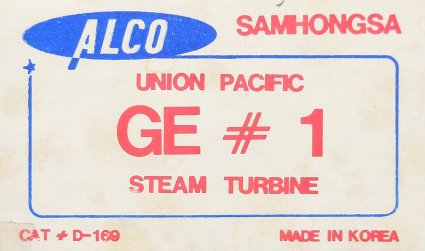 ALCO SAMHONGSA
UNION PACIFIC
GE # 1
STEAM TURBINE
CAT # D-169 MADE IN KOREA